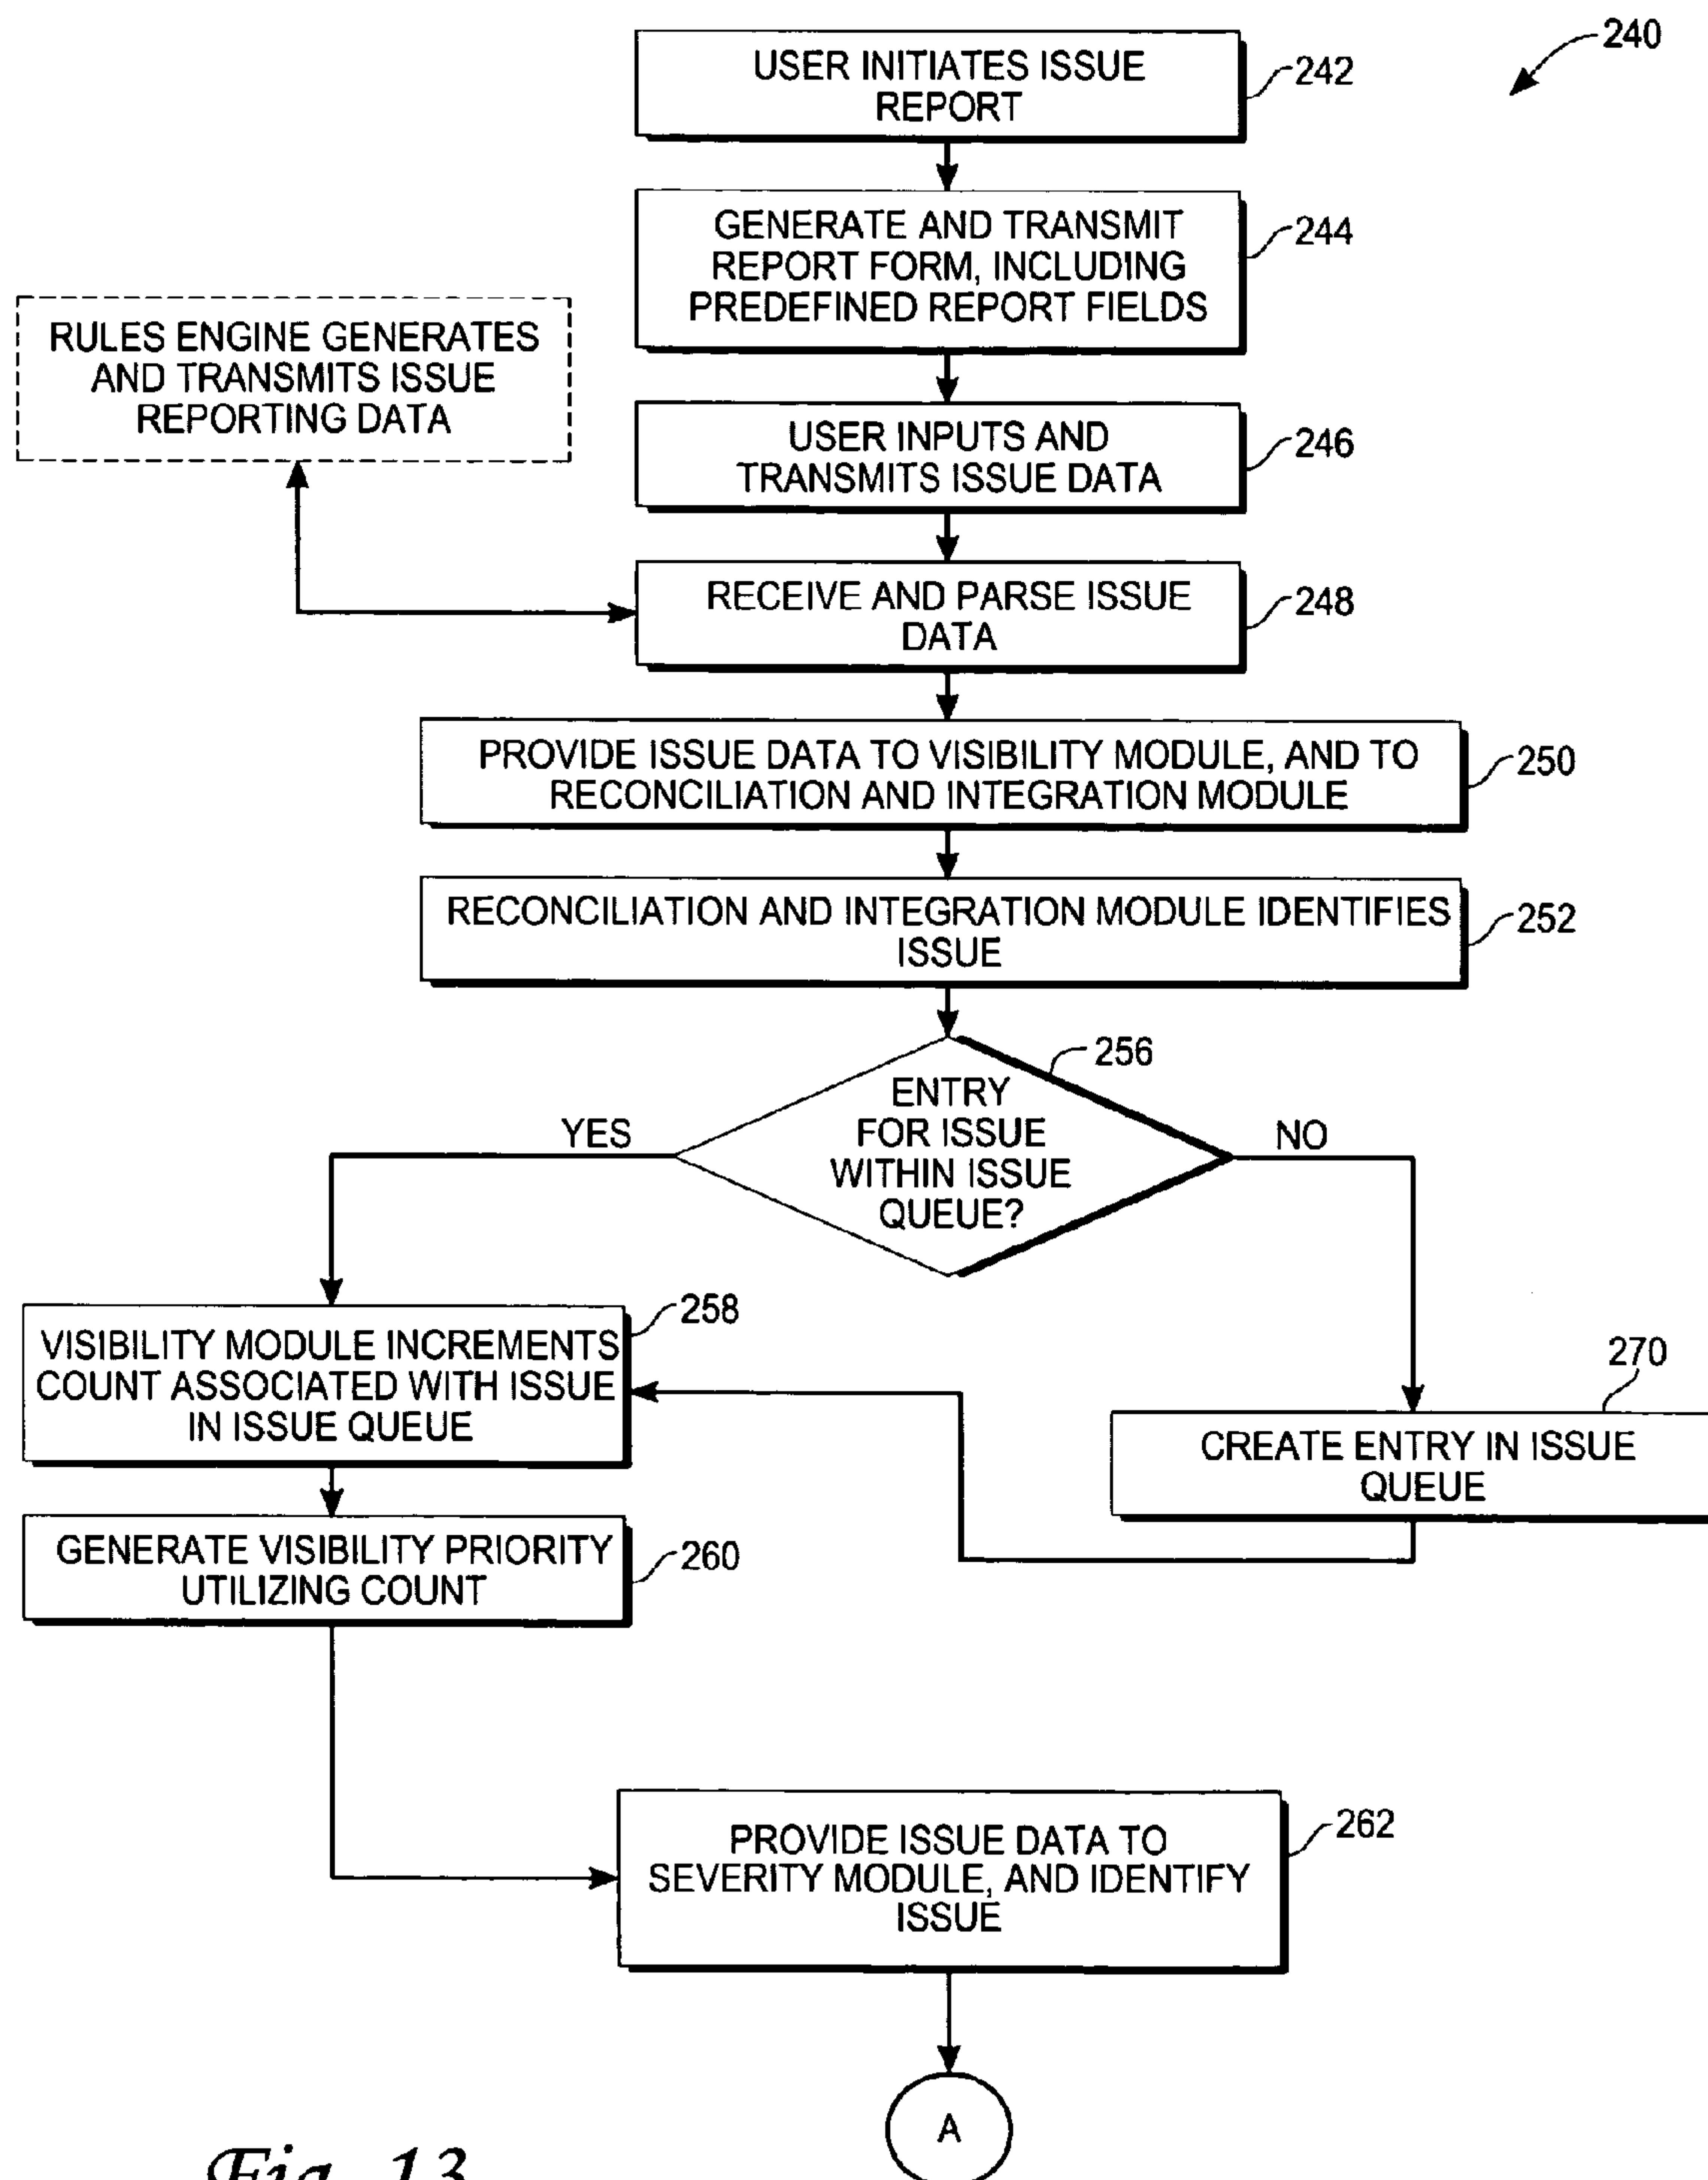 240
USER INITIATES ISSUE
REPORT
242
GENERATE AND TRANSMIT
REPORT FORM, INCLUDING
PREDEFINED REPORT FIELDS
244
RULES ENGINE GENERATES
AND TRANSMITS ISSUE
REPORTING DATA
USER INPUTS AND
TRANSMITS ISSUE DATA
246
RECEIVE AND PARSE ISSUE
DATA
248
PROVIDE ISSUE DATA TO VISIBILITY MODULE, AND TO
RECONCILIATION AND INTEGRATION MODULE
250
RECONCILIATION AND INTEGRATION MODULE IDENTIFIES
ISSUE
252
256
ENTRY
FOR ISSUE
WITHIN ISSUE
QUEUE?
YES
NO
258
VISIBILITY MODULE INCREMENTS
COUNT ASSOCIATED WITH ISSUE
IN ISSUE QUEUE
270
CREATE ENTRY IN ISSUE
QUEUE
GENERATE VISIBILITY PRIORITY
UTILIZING COUNT
260
PROVIDE ISSUE DATA TO
SEVERITY MODULE, AND IDENTIFY
ISSUE
262
A
Fig. 13